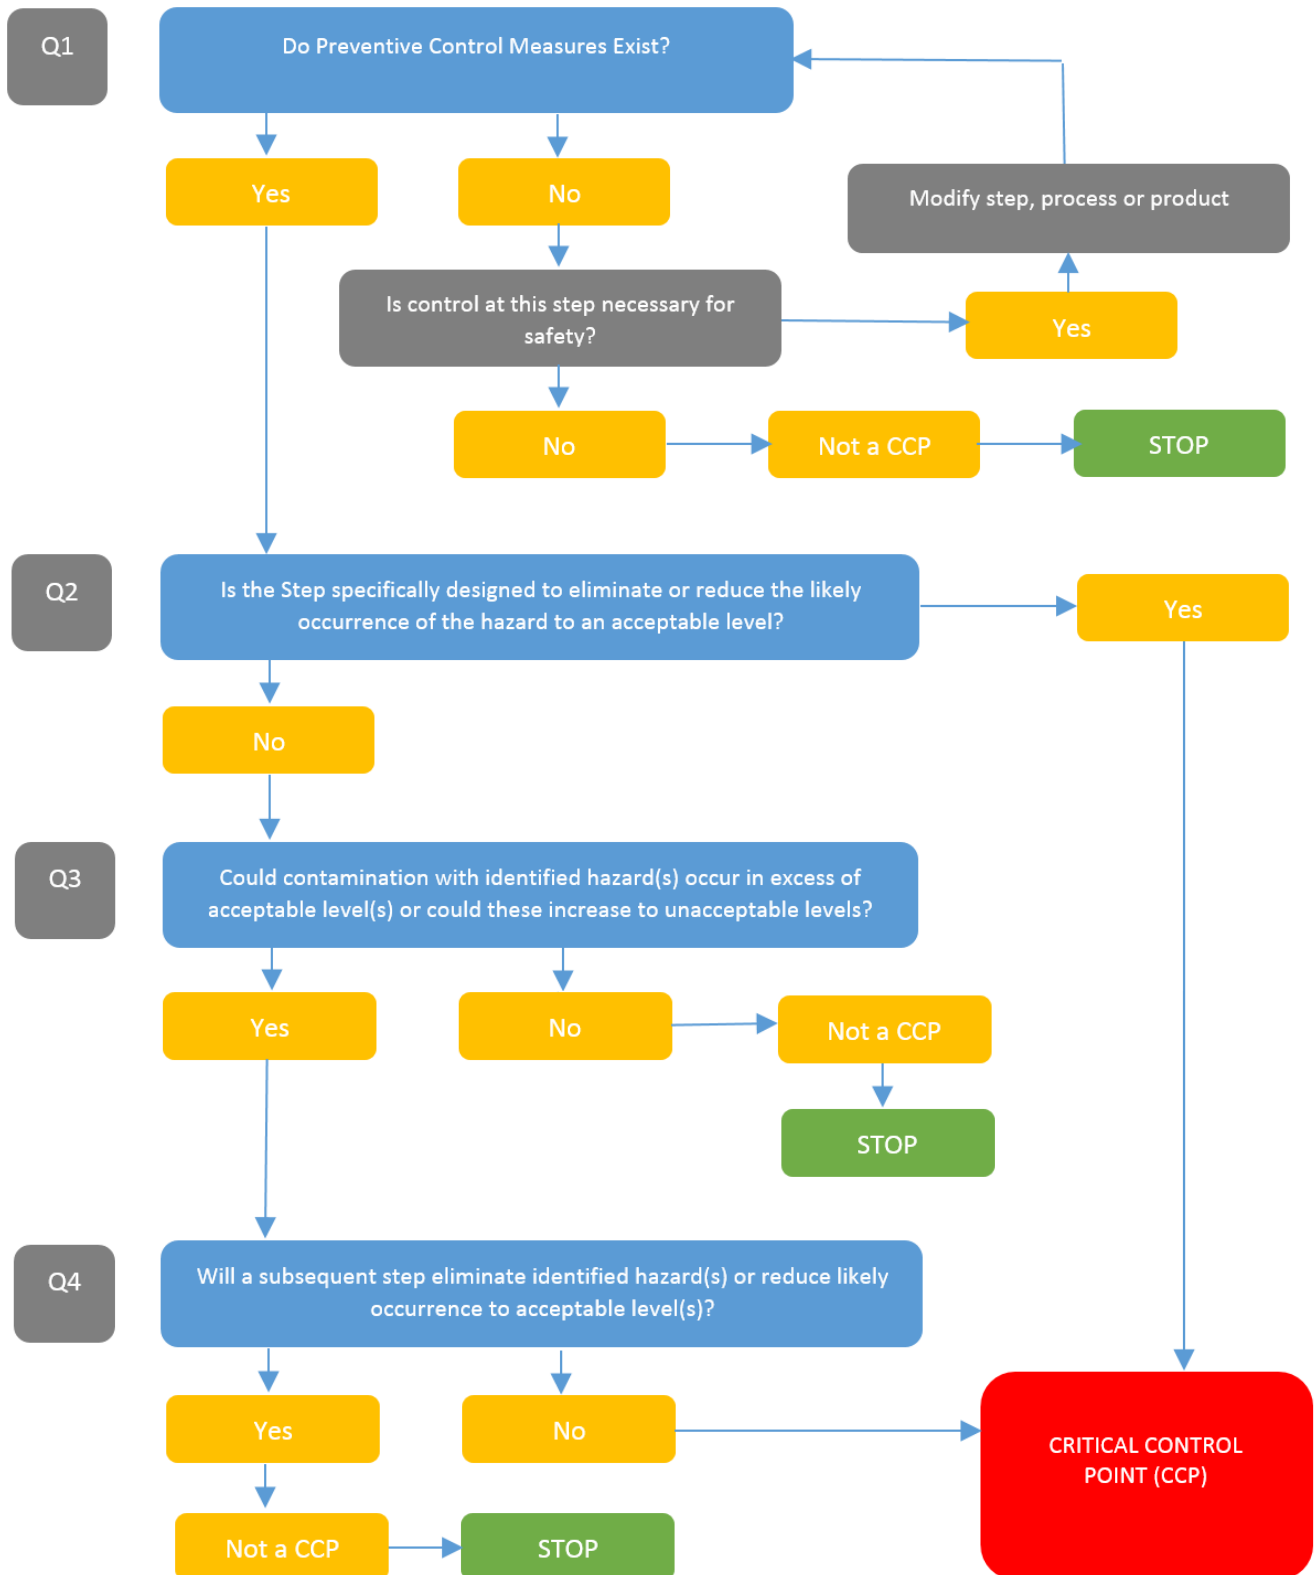 Q1
Do Preventive Control Measures Exist?
Yes
No
Modify step, process or product
Is control at this step necessary for
safety?
Yes
No
Not a CCP
STOP
Q2
Is the Step specifically designed to eliminate or reduce the likely
occurrence of the hazard to an acceptable level?
Yes
No
Q3
Could contamination with identified hazard(s) occur in excess of
acceptable level(s) or could these increase to unacceptable levels?
Yes
No
Not a CCP
STOP
Q4
Will a subsequent step eliminate identified hazard(s) or reduce likely
occurrence to acceptable level(s)?
Yes
No
CRITICAL CONTROL
POINT (CCP)
Not a CCP
STOP